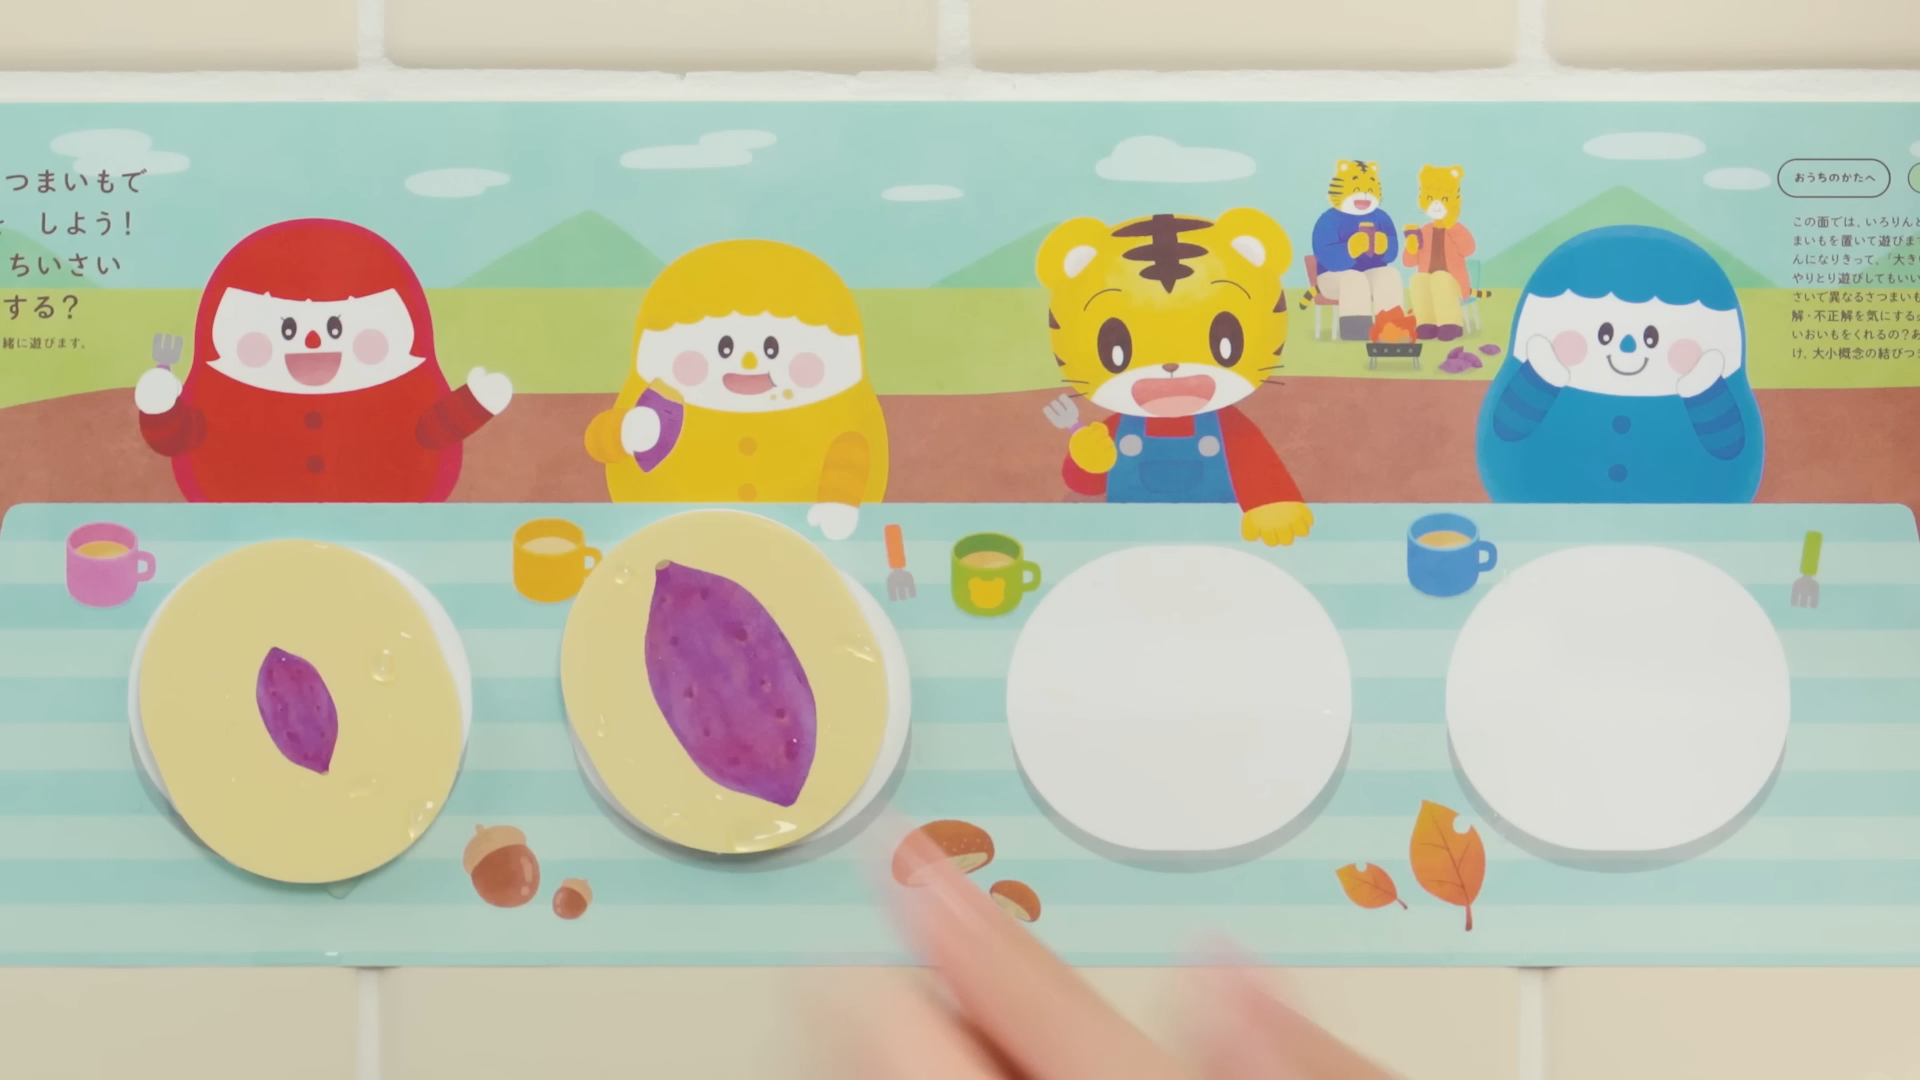 つまいもで
しよう!
ちいさい
する?
緒に遊びます。
おうちのかたへ
この面では、いろりんと
まいもを置いて遊びま
んになりきって、「大き
やりとり遊びしてもいい
さいで異なるさつまいも
解・不正解を気にする
いおいもをくれるの?あ
け、大小概念の結びつ